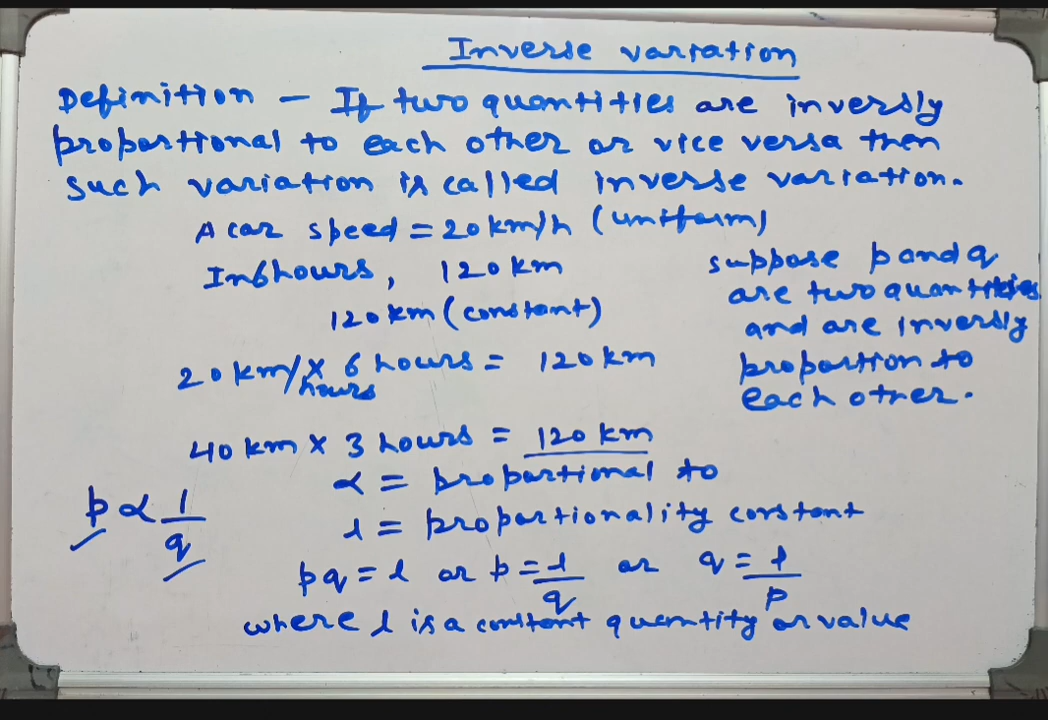 Inverse variation
Definition - If two quantities are inversly
proportional to each other or vice versa then
such variation is called inverse variation.
A car speed = 20 km/h (uniform)
In 6 hours, 120 km
120 km (constant)
20 km/hours × 6 hours = 120 km
40 km × 3 hours = 120 km
suppose p and q
are two quantities
and are inversly
proportion to
each other.
p ∝ 1/q
∝ = proportional to
l = proportionality constant
pq = l or p = l/q or q = l/p
where l is a constant quantity or value